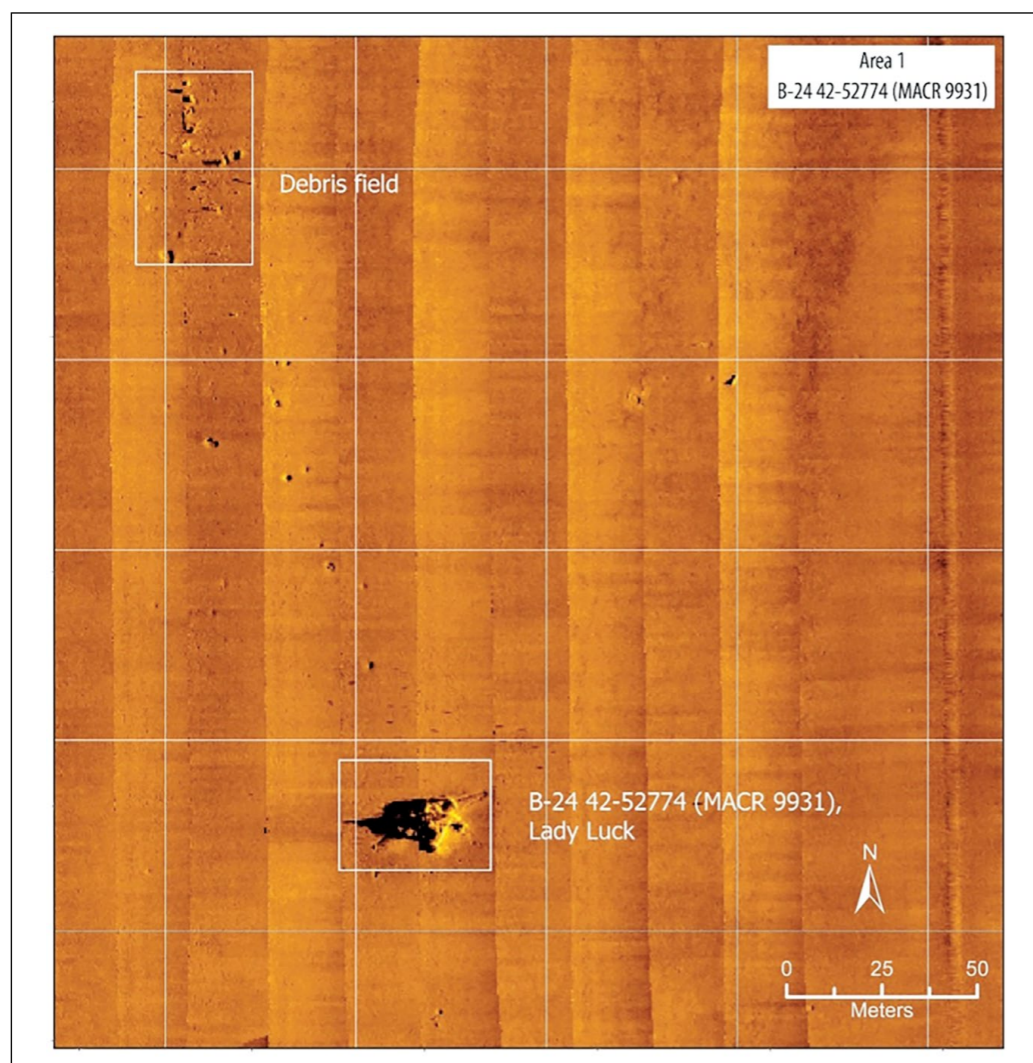 Area 1
B-24 42-52774 (MACR 9931)
Debris field
B-24 42-52774 (MACR 9931),
Lady Luck
N
0 25 50
Meters